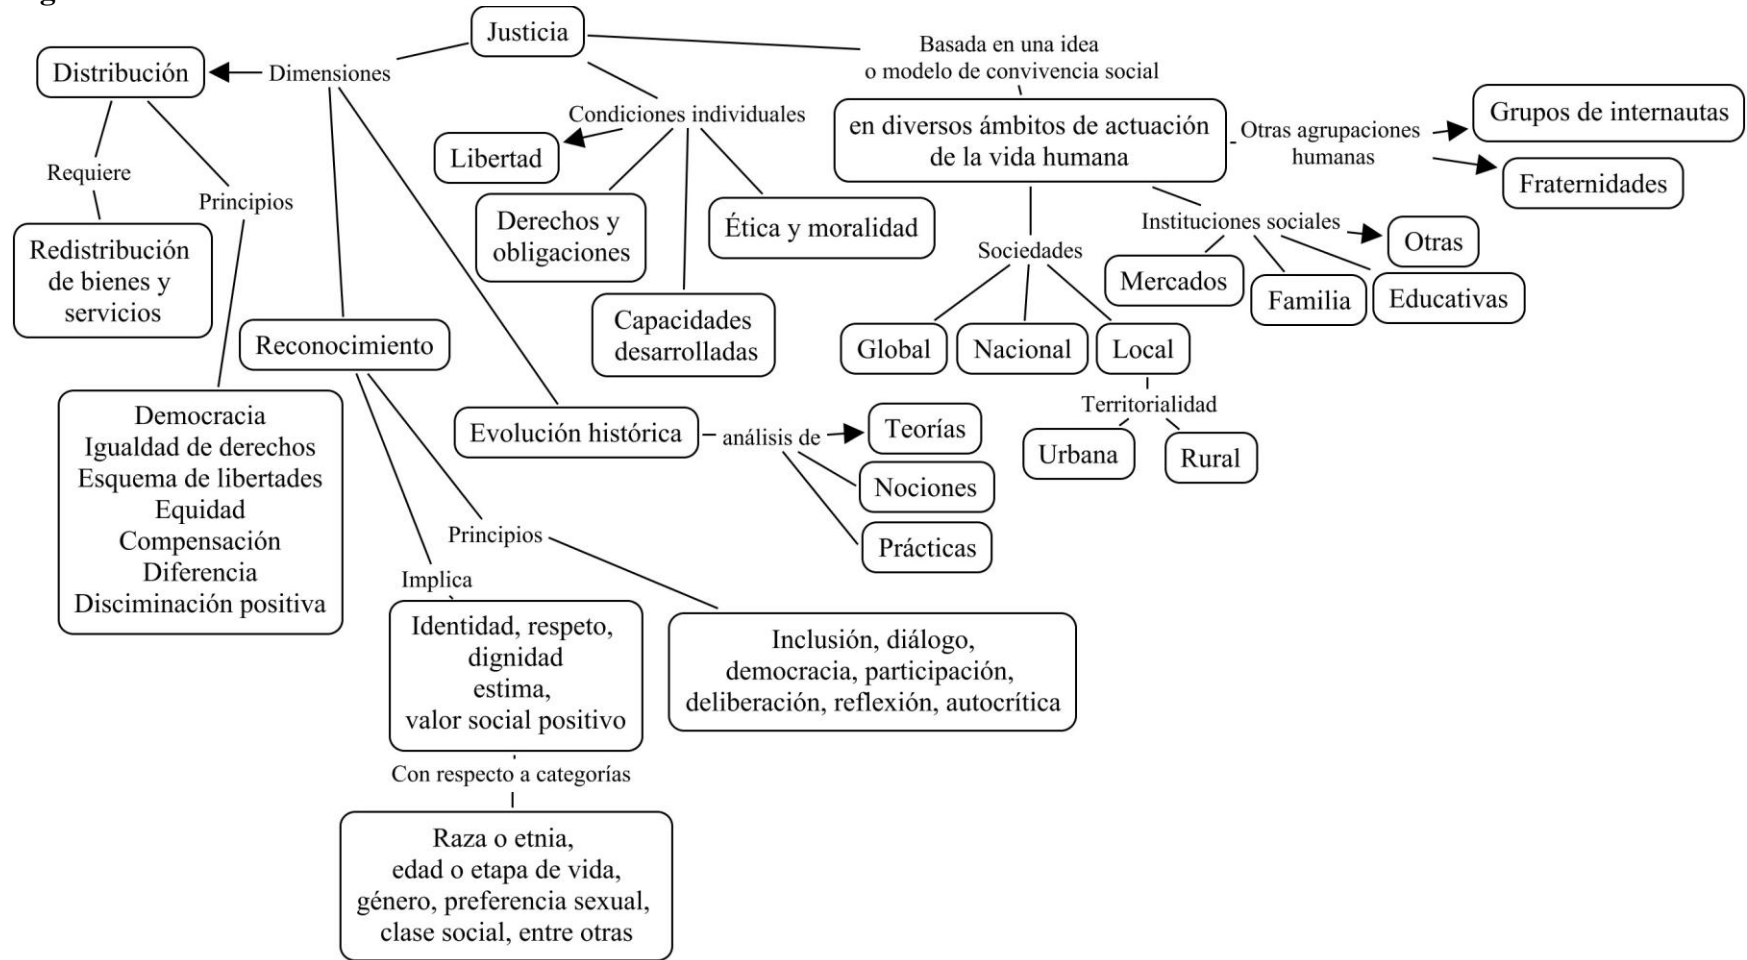 Justicia
Basada en una idea
o modelo de convivencia social
Distribución
Dimensiones
Condiciones individuales
en diversos ámbitos de actuación
de la vida humana
Otras agrupaciones
humanas
Grupos de internautas
Fraternidades
Libertad
Requiere
Principios
Derechos y
obligaciones
Ética y moralidad
Instituciones sociales
Otras
Sociedades
Mercados
Familia
Educativas
Redistribución
de bienes y
servicios
Capacidades
desarrolladas
Reconocimiento
Global
Nacional
Local
Territorialidad
Urbana
Rural
Democracia
Igualdad de derechos
Esquema de libertades
Equidad
Compensación
Diferencia
Disciminación positiva
Evolución histórica
análisis de
Teorías
Nociones
Prácticas
Principios
Implica
Identidad, respeto,
dignidad
estima,
valor social positivo
Inclusión, diálogo,
democracia, participación,
deliberación, reflexión, autocrítica
Con respecto a categorías
Raza o etnia,
edad o etapa de vida,
género, preferencia sexual,
clase social, entre otras